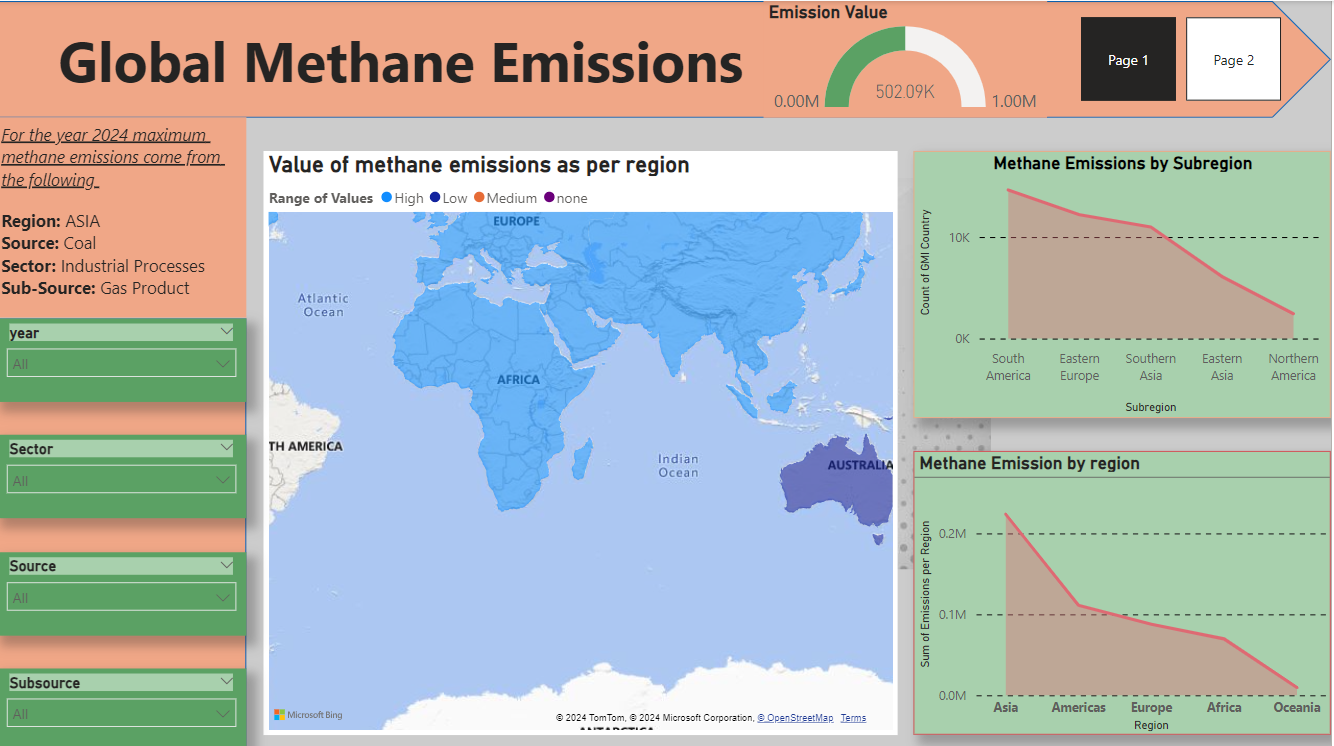 Global Methane Emissions
Emission Value
502.09K
0.00M
1.00M
Page 1
Page 2
For the year 2024 maximum
methane emissions come from
the following
Region: ASIA
Source: Coal
Sector: Industrial Processes
Sub-Source: Gas Product
year
All
Sector
All
Source
All
Subsource
All
Value of methane emissions as per region
Range of Values High Low Medium none
EUROPE
Atlantic
Ocean
AFRICA
TH AMERICA
Indian
Ocean
AUSTRALIA
Microsoft Bing
© 2024 TomTom, © 2024 Microsoft Corporation, © OpenStreetMap Terms
ANTARCTICA
Methane Emissions by Subregion
Count of GMI Country
10K
0K
South
America
Eastern
Europe
Southern
Asia
Eastern
Asia
Northern
America
Subregion
Methane Emission by region
Sum of Emissions per Region
0.2M
0.1M
0.0M
Asia
Americas
Europe
Africa
Oceania
Region